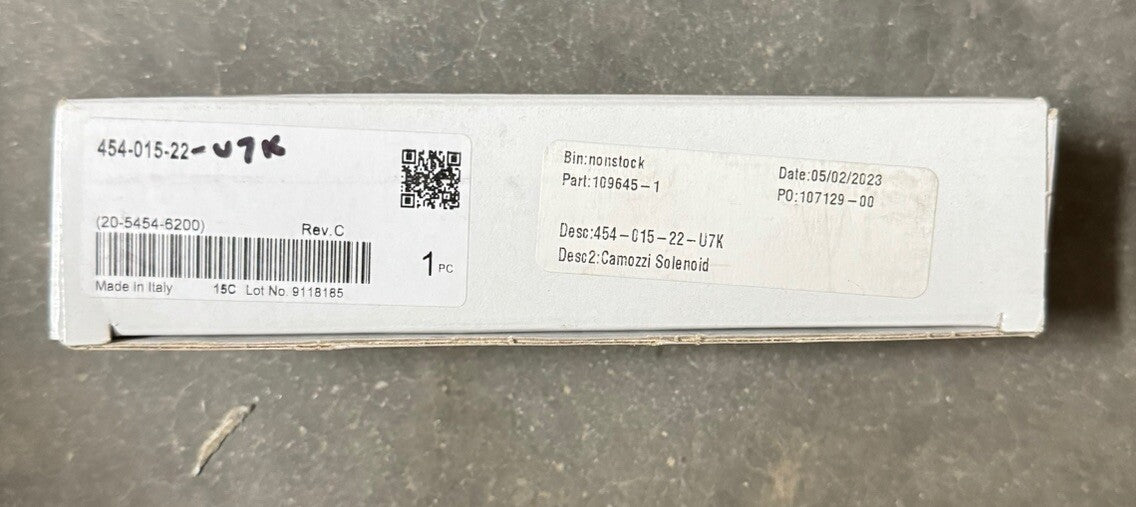 454-015-22-U7K
(20-5454-6200)
Rev.C
1 PC
Made in Italy 15C Lot No. 9118185
Bin:nonstock
Part:109645-1
Date:05/02/2023
PO:107129-00
Desc:454-015-22-U7K
Desc2:Camozzi Solenoid